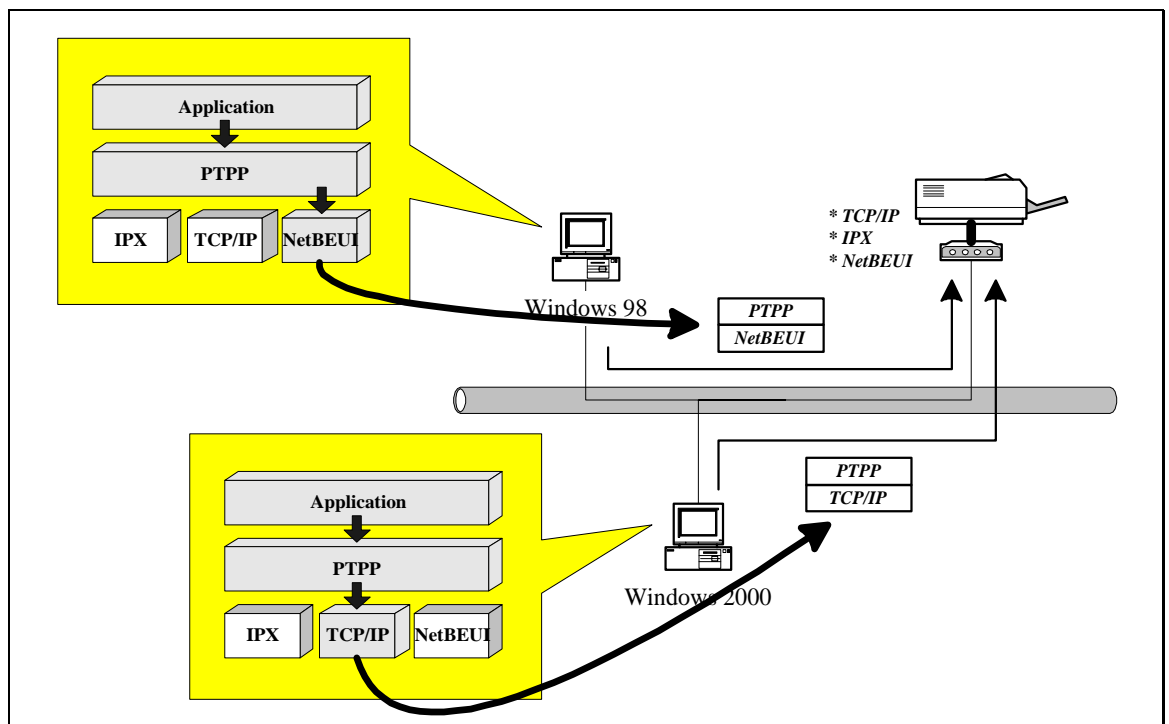 Application
PTPP
IPX
TCP/IP
NetBEUI
Windows 98
* TCP/IP
* IPX
* NetBEUI
PTPP
NetBEUI
Application
PTPP
IPX
TCP/IP
NetBEUI
Windows 2000
PTPP
TCP/IP